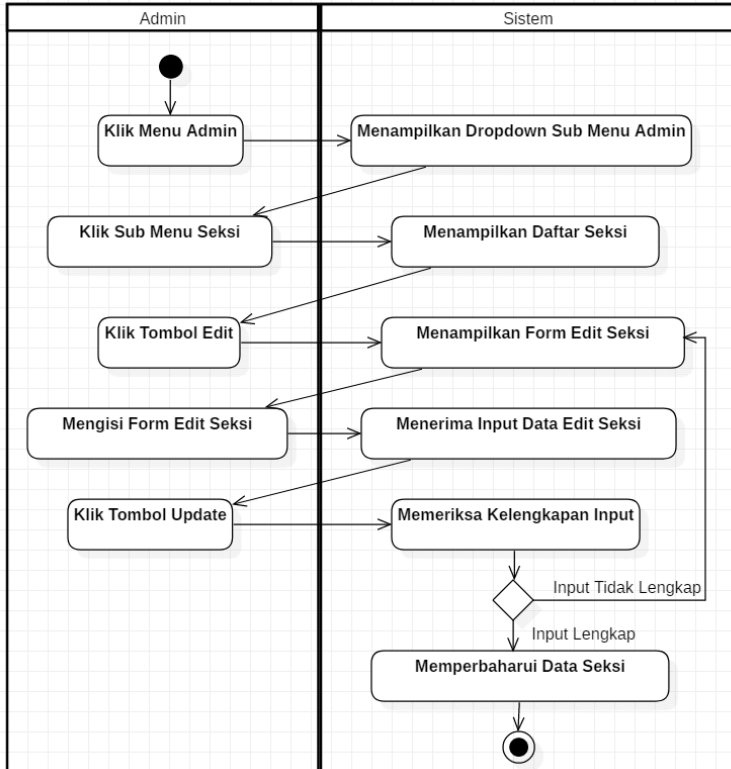 Admin
Sistem
Klik Menu Admin
Menampilkan Dropdown Sub Menu Admin
Klik Sub Menu Seksi
Menampilkan Daftar Seksi
Klik Tombol Edit
Menampilkan Form Edit Seksi
Mengisi Form Edit Seksi
Menerima Input Data Edit Seksi
Klik Tombol Update
Memeriksa Kelengkapan Input
Input Tidak Lengkap
Input Lengkap
Memperbaharui Data Seksi